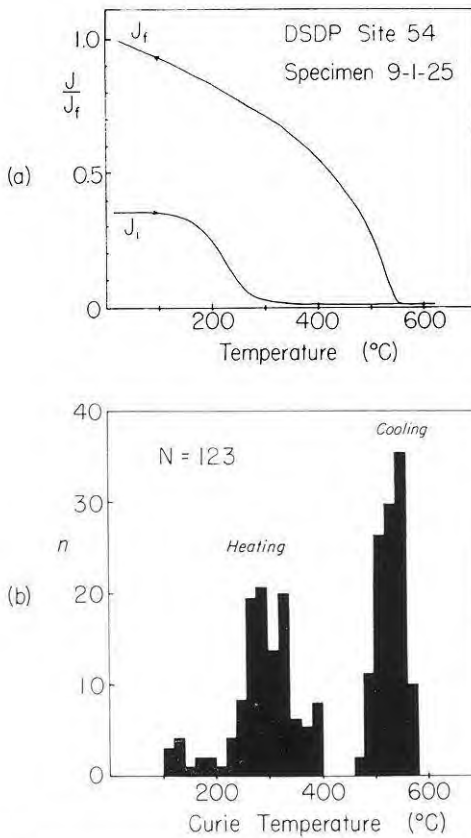 1.0
J_f
DSDP Site 54
Specimen 9-1-25
J
J_f
(a)
0.5
J_i
0
200
400
600
Temperature (°C)
40
N = 123
Cooling
30
n
Heating
20
(b)
10
0
200
400
600
Curie Temperature (°C)